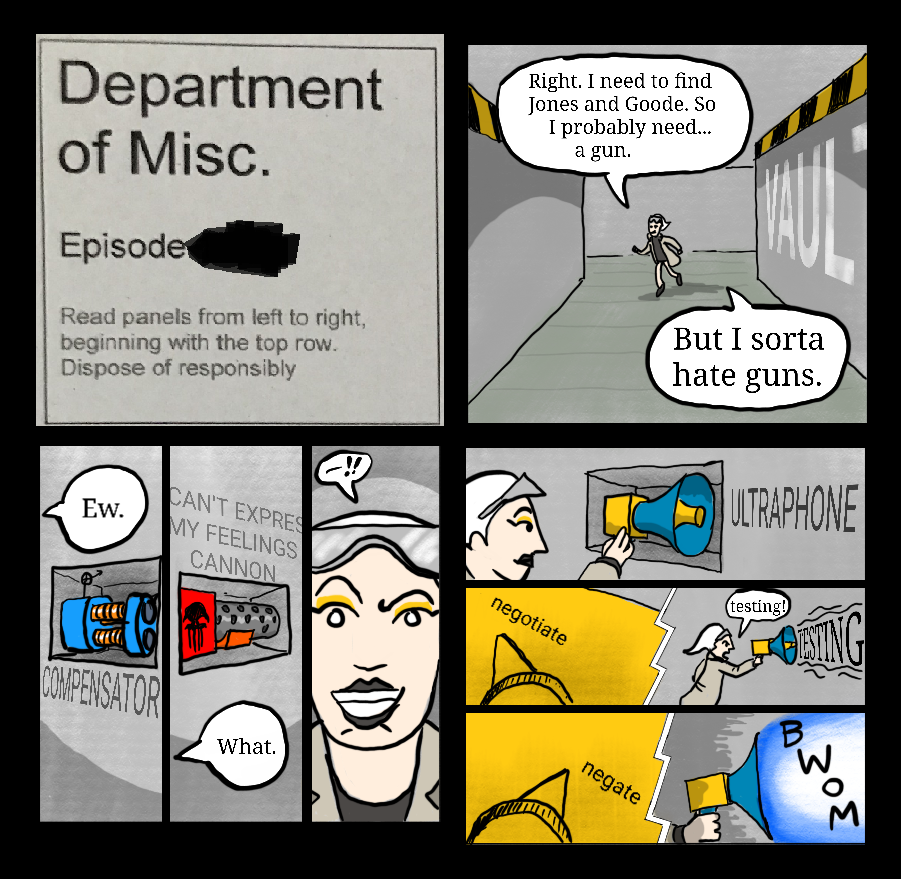 Department
of Misc.
Episode
Read panels from left to right,
beginning with the top row.
Dispose of responsibly
Right. I need to find
Jones and Goode. So
I probably need...
a gun.
VAULT
But I sorta
hate guns.
Ew.
COMPENSATOR
CAN'T EXPRES
MY FEELINGS
CANNON
What.
...!!
ULTRAPHONE
negotiate
testing!
TESTING
negate
BWOM